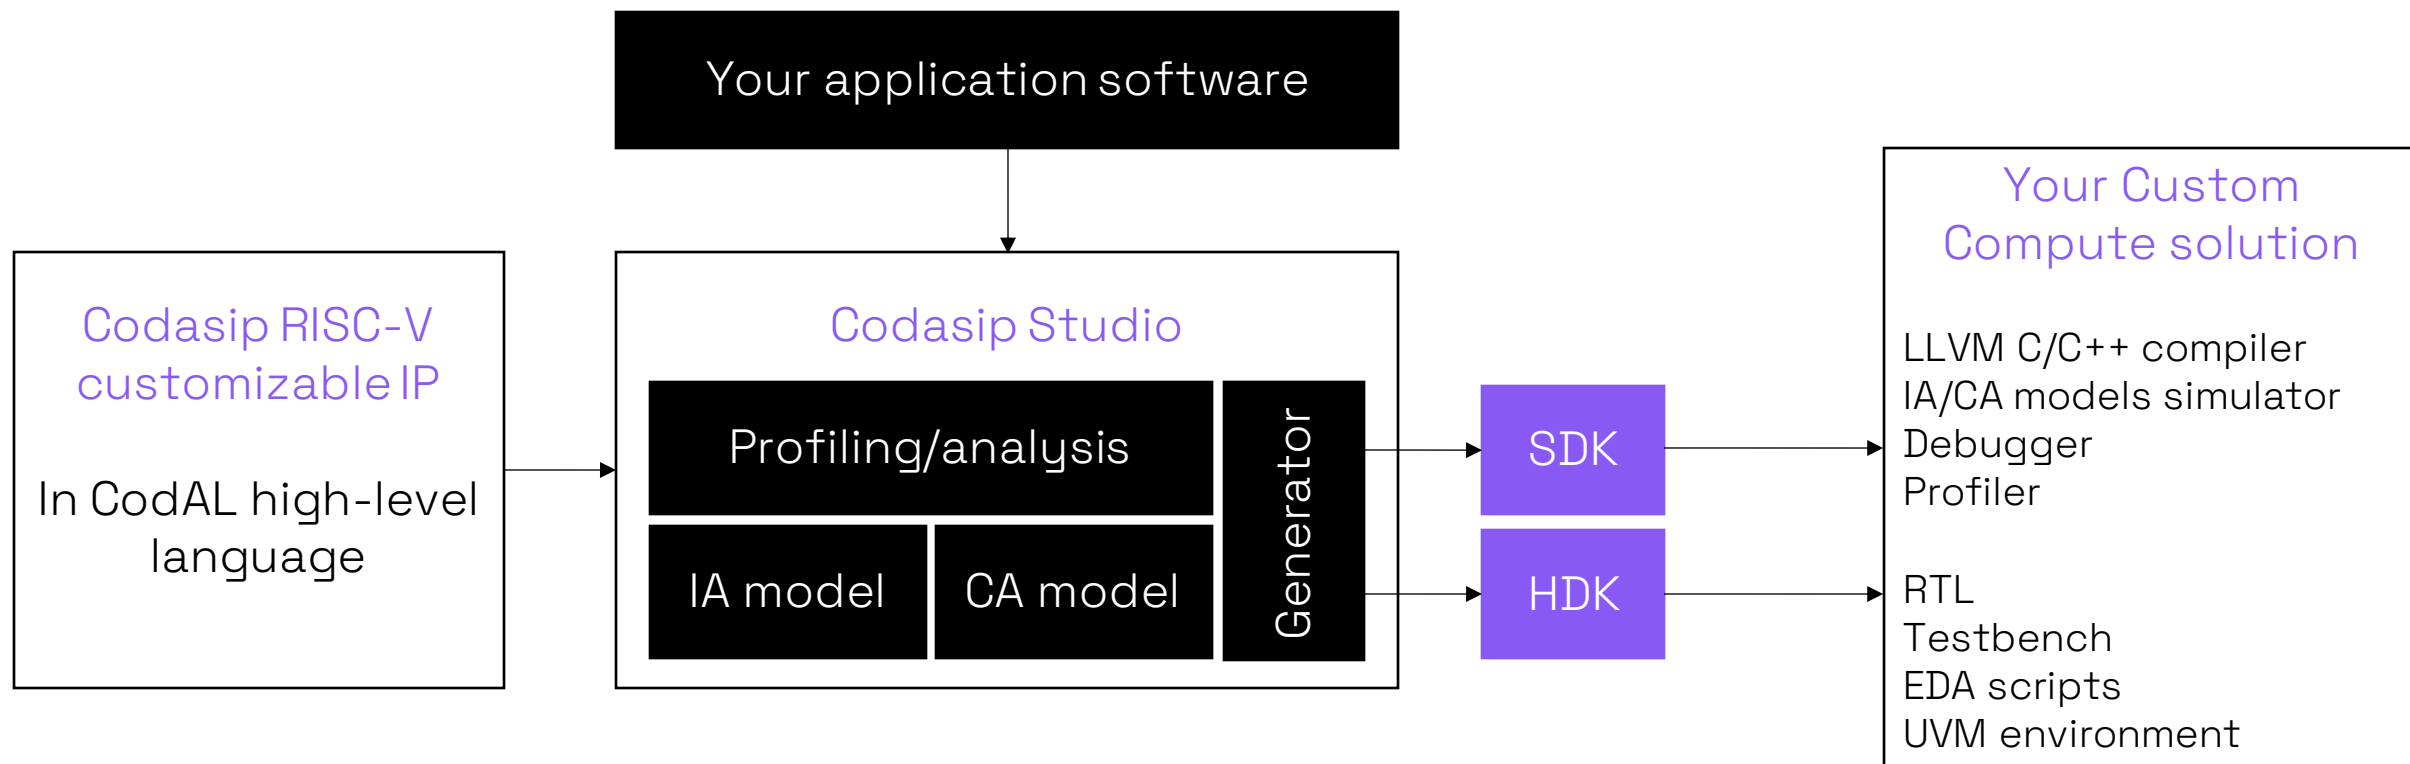 Your application software
Codasip RISC-V
customizable IP
In CodAL high-level
language
Codasip Studio
Profiling/analysis
IA model
CA model
Generator
SDK
HDK
Your Custom
Compute solution
LLVM C/C++ compiler
IA/CA models simulator
Debugger
Profiler
RTL
Testbench
EDA scripts
UVM environment